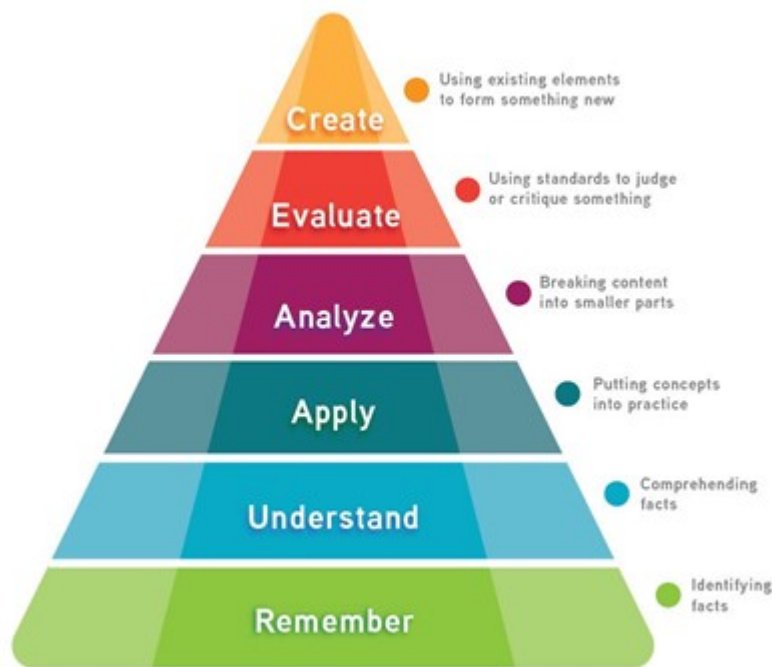 Create
Using existing elements
to form something new
Evaluate
Using standards to judge
or critique something
Analyze
Breaking content
into smaller parts
Apply
Putting concepts
into practice
Understand
Comprehending
facts
Remember
Identifying
facts